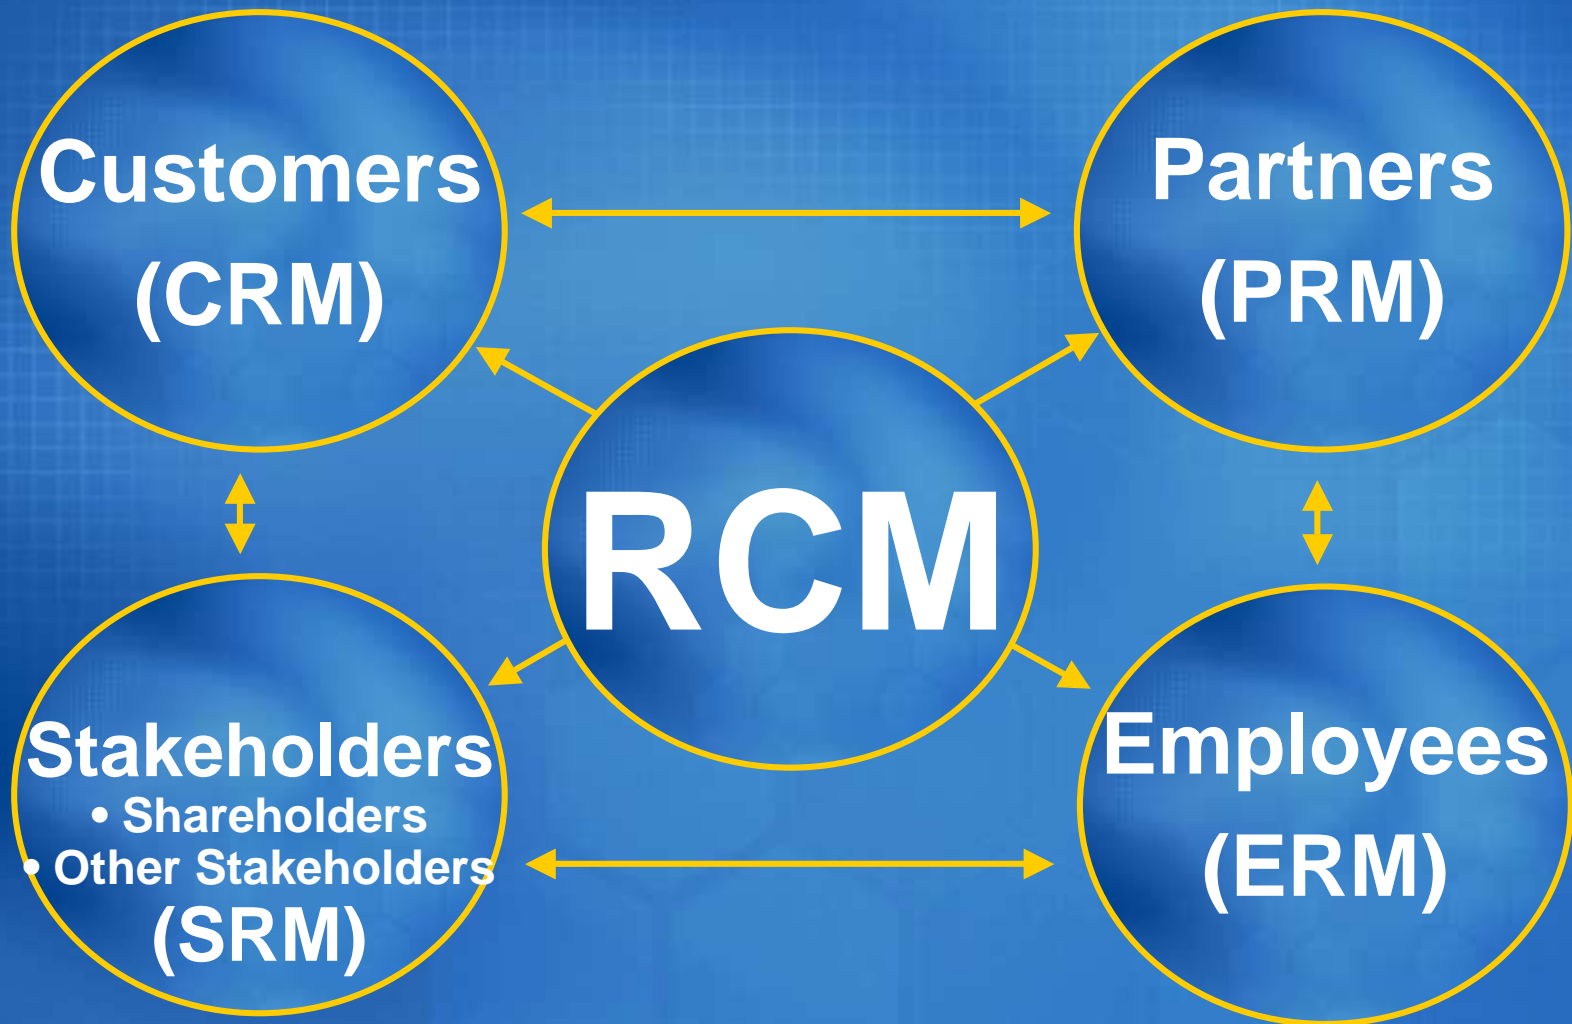 Customers
(CRM)
Partners
(PRM)
RCM
Stakeholders
• Shareholders
• Other Stakeholders
(SRM)
Employees
(ERM)